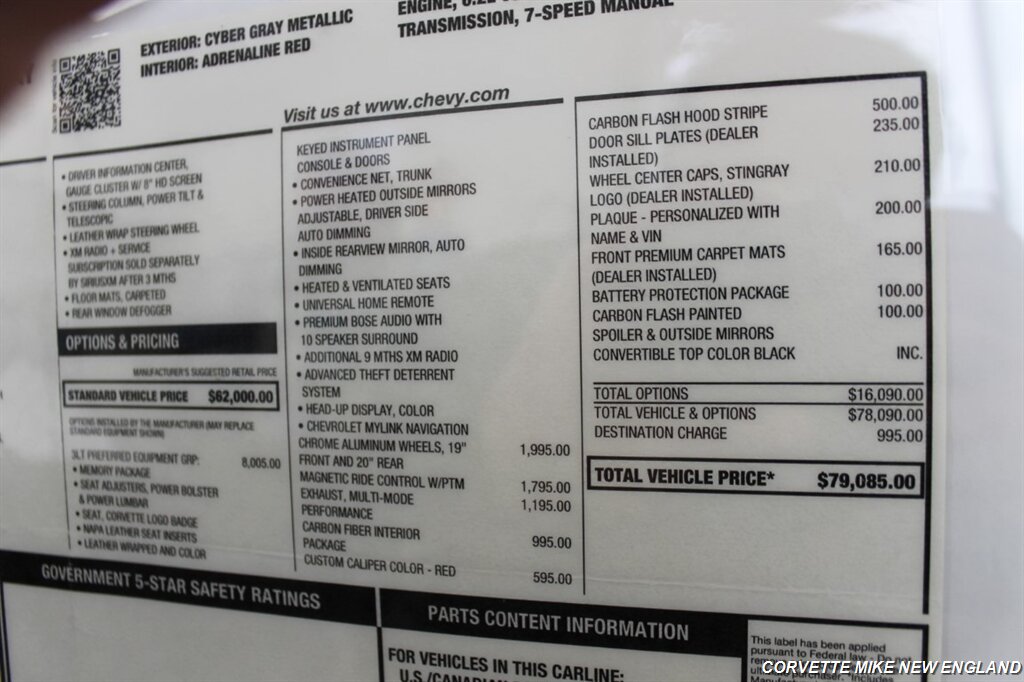 EXTERIOR: CYBER GRAY METALLIC
INTERIOR: ADRENALINE RED
ENGINE,
TRANSMISSION, 7-SPEED MANUAL
Visit us at www.chevy.com
• DRIVER INFORMATION CENTER,
GAUGE CLUSTER W/ 8" HD SCREEN
• STEERING COLUMN, POWER TILT &
TELESCOPIC
• LEATHER WRAP STEERING WHEEL
• XM RADIO + SERVICE
SUBSCRIPTION SOLD SEPARATELY
BY SIRIUSXM AFTER 3 MTHS
• FLOOR MATS, CARPETED
• REAR WINDOW DEFOGGER
OPTIONS & PRICING
MANUFACTURER'S SUGGESTED RETAIL PRICE
STANDARD VEHICLE PRICE $62,000.00
OPTIONS INSTALLED BY THE MANUFACTURER (MAY REPLACE
STANDARD EQUIPMENT SHOWN)
3LT PREFERRED EQUIPMENT GRP: 8,005.00
• MEMORY PACKAGE
• SEAT ADJUSTERS, POWER BOLSTER
& POWER LUMBAR
• SEAT, CORVETTE LOGO BADGE
• NAPA LEATHER SEAT INSERTS
• LEATHER WRAPPED AND COLOR
KEYED INSTRUMENT PANEL
CONSOLE & DOORS
• CONVENIENCE NET, TRUNK
• POWER HEATED OUTSIDE MIRRORS
ADJUSTABLE, DRIVER SIDE
AUTO DIMMING
• INSIDE REARVIEW MIRROR, AUTO
DIMMING
• HEATED & VENTILATED SEATS
• UNIVERSAL HOME REMOTE
• PREMIUM BOSE AUDIO WITH
10 SPEAKER SURROUND
• ADDITIONAL 9 MTHS XM RADIO
• ADVANCED THEFT DETERRENT
SYSTEM
• HEAD-UP DISPLAY, COLOR
• CHEVROLET MYLINK NAVIGATION
CHROME ALUMINUM WHEELS, 19" 1,995.00
FRONT AND 20" REAR
MAGNETIC RIDE CONTROL W/PTM 1,795.00
EXHAUST, MULTI-MODE 1,195.00
PERFORMANCE
CARBON FIBER INTERIOR 995.00
PACKAGE
CUSTOM CALIPER COLOR - RED 595.00
CARBON FLASH HOOD STRIPE 500.00
DOOR SILL PLATES (DEALER 235.00
INSTALLED)
WHEEL CENTER CAPS, STINGRAY 210.00
LOGO (DEALER INSTALLED)
PLAQUE - PERSONALIZED WITH 200.00
NAME & VIN
FRONT PREMIUM CARPET MATS 165.00
(DEALER INSTALLED)
BATTERY PROTECTION PACKAGE 100.00
CARBON FLASH PAINTED 100.00
SPOILER & OUTSIDE MIRRORS
CONVERTIBLE TOP COLOR BLACK INC.
TOTAL OPTIONS $16,090.00
TOTAL VEHICLE & OPTIONS $78,090.00
DESTINATION CHARGE 995.00
TOTAL VEHICLE PRICE* $79,085.00
GOVERNMENT 5-STAR SAFETY RATINGS
PARTS CONTENT INFORMATION
FOR VEHICLES IN THIS CARLINE:
This label has been applied
pursuant to Federal law - Do not
CORVETTE MIKE NEW ENGLAND